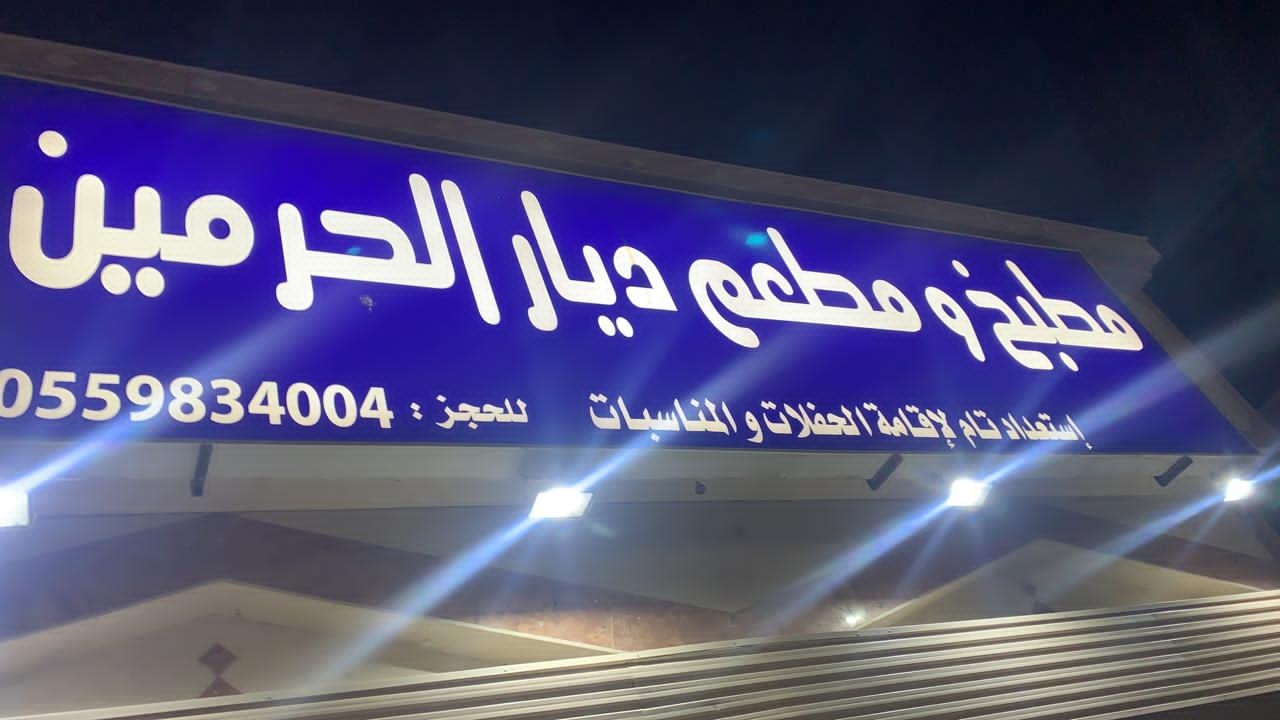 مطبخ و مطعم ديار الحرمين
إستعداد تام لإقامة الحفلات و المناسبات للحجز : 0559834004